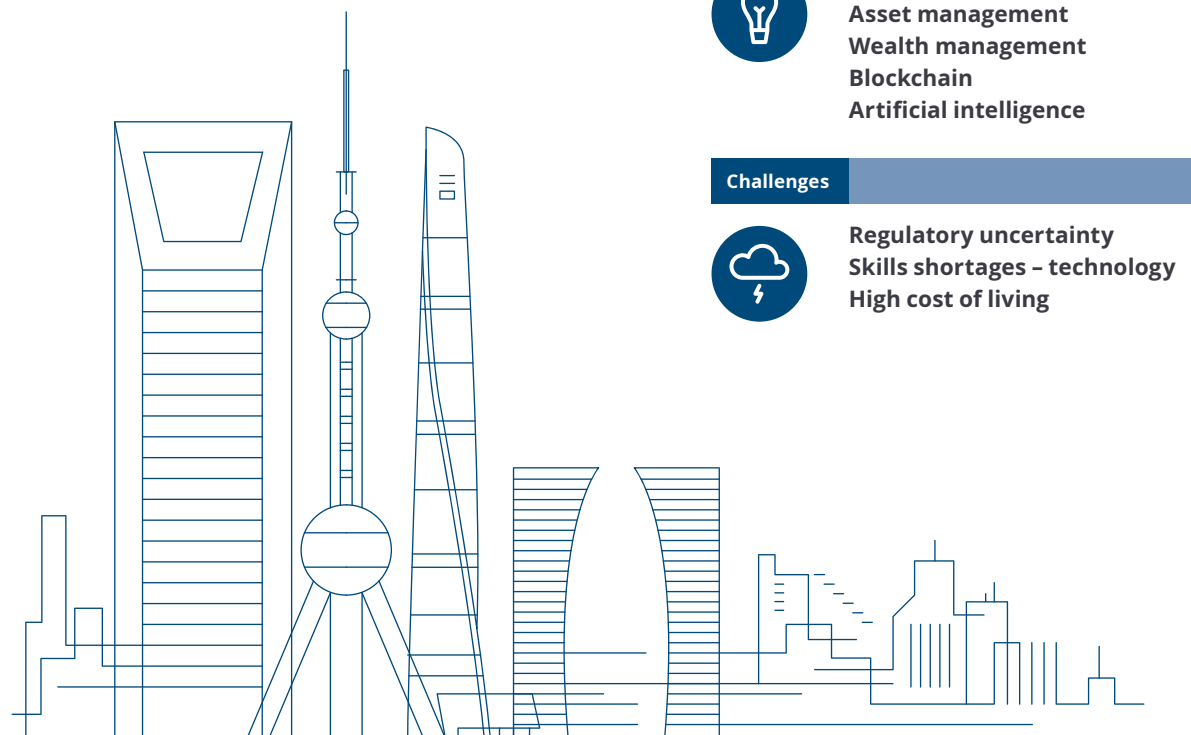 Asset management
Wealth management
Blockchain
Artificial intelligence
Challenges
Regulatory uncertainty
Skills shortages – technology
High cost of living